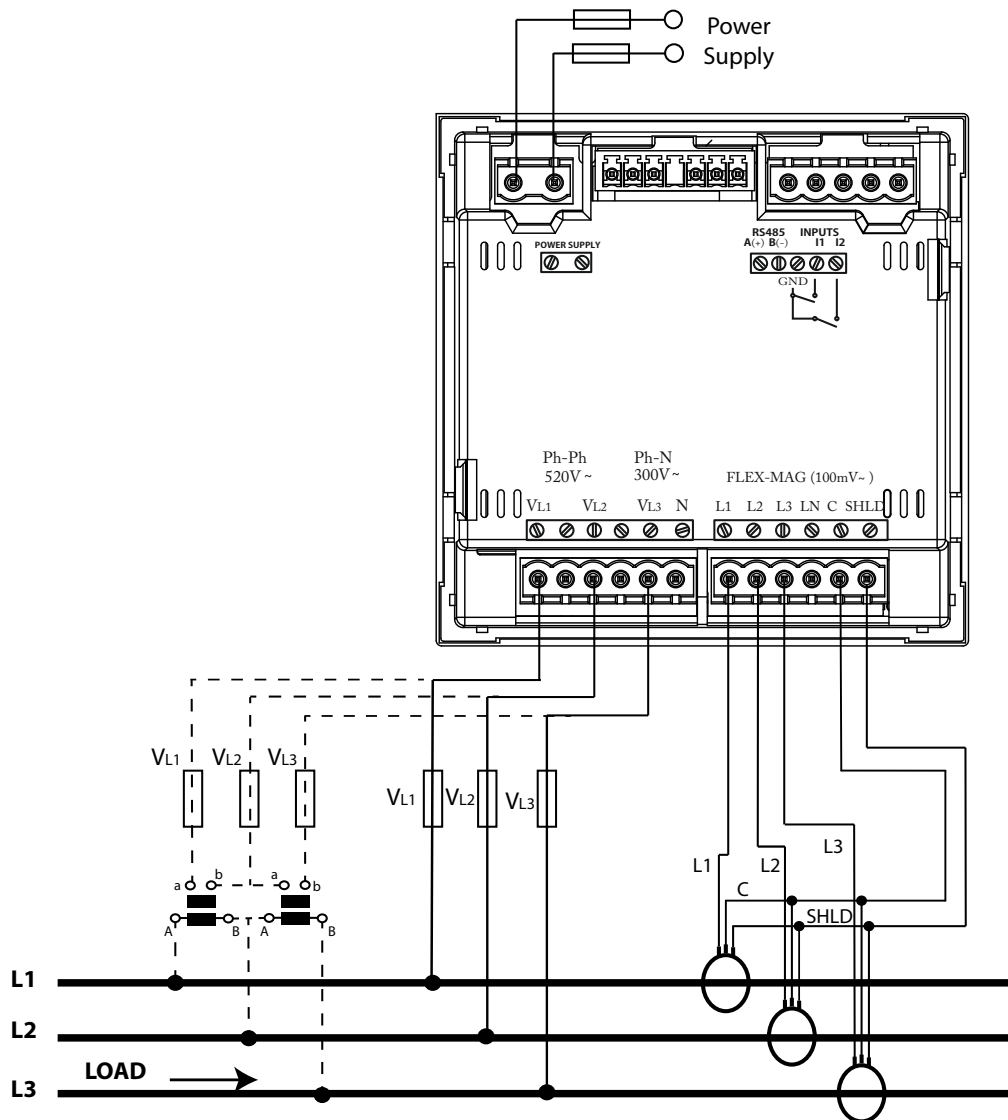 Power
Supply
RS485 INPUTS
A(+) B(-) I1 I2
POWER SUPPLY
GND
Ph-Ph Ph-N
520V~ 300V~ FLEX-MAG (100mV~ )
VL1 VL2 VL3 N L1 L2 L3 LN C SHLD
VL1 VL2 VL3
VL1 VL2 VL3
L1 L2 L3
a b a b
C
SHLD
A B A B
L1
L2
LOAD
L3